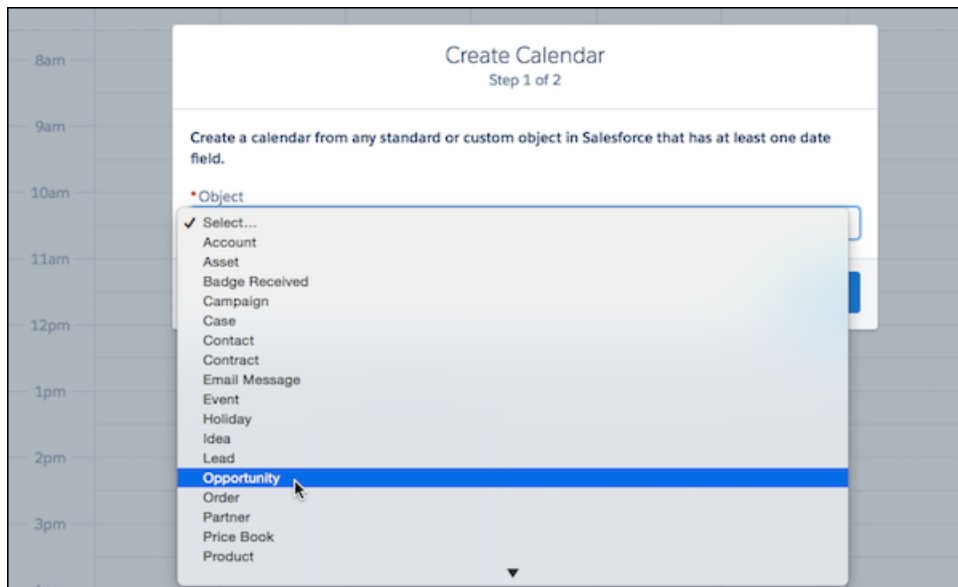 Create Calendar
Step 1 of 2
8am
9am
Create a calendar from any standard or custom object in Salesforce that has at least one date
field.
10am
*Object
✓ Select...
Account
Asset
11am
Badge Received
Campaign
Case
12pm
Contact
Contract
Email Message
1pm
Event
Holiday
Idea
2pm
Lead
Opportunity
Order
Partner
3pm
Price Book
Product